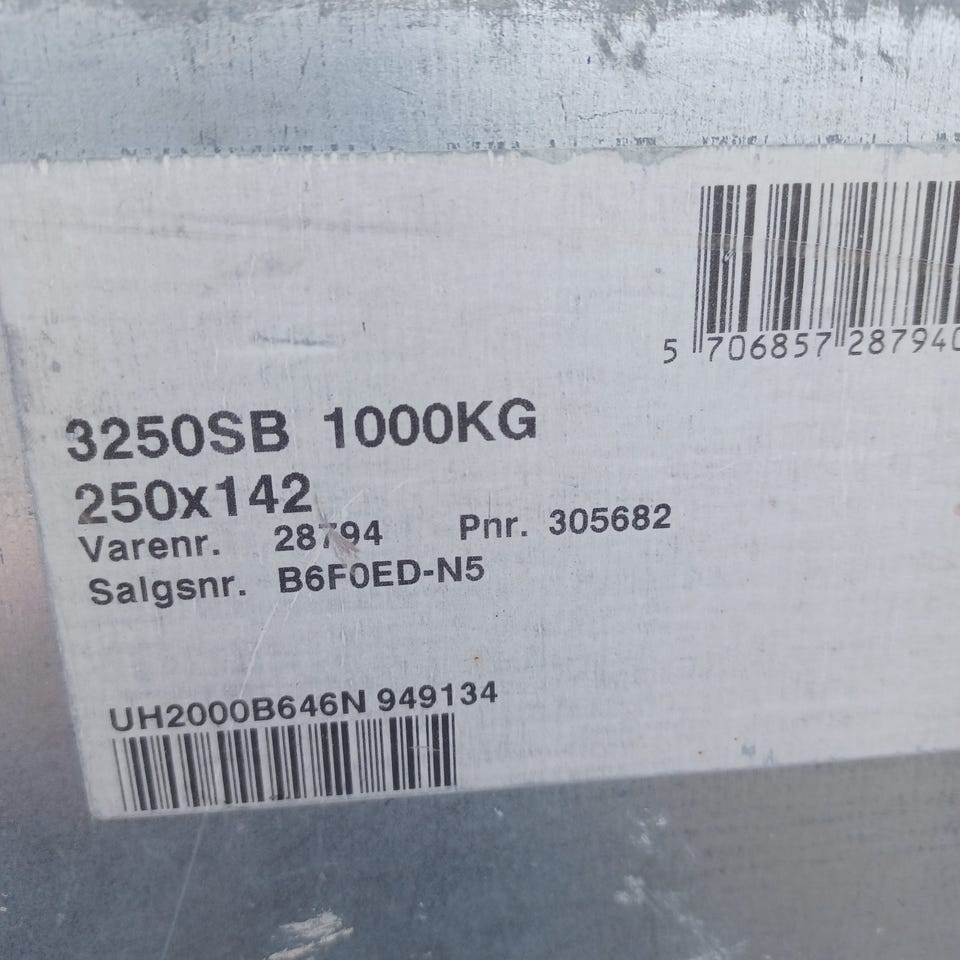 5 706857 287940
3250SB 1000KG
250x142
Varenr. 28794 Pnr. 305682
Salgsnr. B6F0ED-N5
UH2000B646N 949134